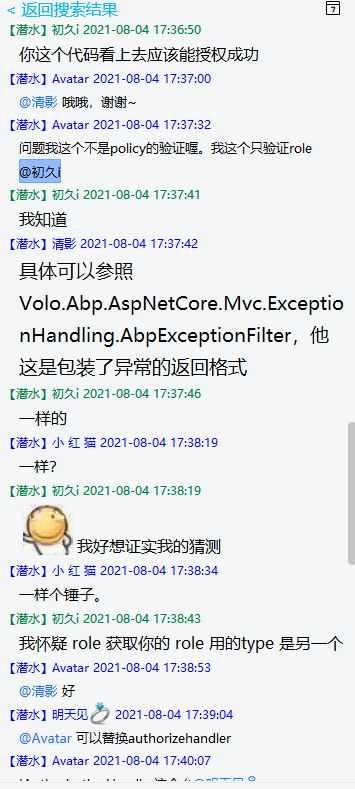 < 返回搜索结果
7
【潜水】初久i 2021-08-04 17:36:50
你这个代码看上去应该能授权成功
【潜水】Avatar 2021-08-04 17:37:00
@清影 哦哦，谢谢~
【潜水】Avatar 2021-08-04 17:37:32
问题我这个不是policy的验证喔。我这个只验证role
@初久i
【潜水】初久i 2021-08-04 17:37:41
我知道
【潜水】清影 2021-08-04 17:37:42
具体可以参照
Volo.Abp.AspNetCore.Mvc.Exceptio
nHandling.AbpExceptionFilter，他
这是包装了异常的返回格式
【潜水】初久i 2021-08-04 17:37:46
一样的
【潜水】小 红 猫 2021-08-04 17:38:19
一样？
【潜水】初久i 2021-08-04 17:38:19
我好想证实我的猜测
【潜水】小 红 猫 2021-08-04 17:38:34
一样个锤子。
【潜水】初久i 2021-08-04 17:38:43
我怀疑 role 获取你的 role 用的type 是另一个
【潜水】Avatar 2021-08-04 17:38:53
@清影 好
【潜水】明天见💍 2021-08-04 17:39:04
@Avatar 可以替换authorizehandler
【潜水】Avatar 2021-08-04 17:40:07